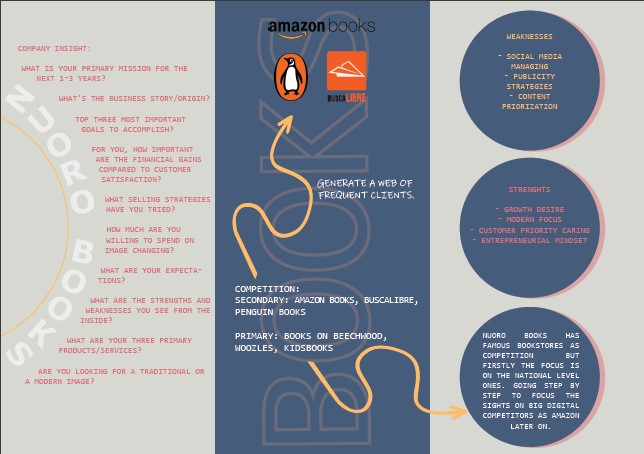 COMPANY INSIGHT:
WHAT IS YOUR PRIMARY MISSION FOR THE
NEXT 1-3 YEARS?
WHAT'S THE BUSINESS STORY/ORIGIN?
TOP THREE MOST IMPORTANT
GOALS TO ACCOMPLISH?
FOR YOU, HOW IMPORTANT
ARE THE FINANCIAL GAINS
COMPARED TO CUSTOMER
SATISFACTION?
WHAT SELLING STRATEGIES
HAVE YOU TRIED?
HOW MUCH ARE YOU
WILLING TO SPEND ON
IMAGE CHANGING?
WHAT ARE YOUR EXPECTA-
TIONS?
WHAT ARE THE STRENGTHS AND
WEAKNESSES YOU SEE FROM THE
INSIDE?
WHAT ARE YOUR THREE PRIMARY
PRODUCTS/SERVICES?
ARE YOU LOOKING FOR A TRADITIONAL OR
A MODERN IMAGE?
NUORO BOOKS
BOOKS
amazon books
BUSCALIBRE
GENERATE A WEB OF
FREQUENT CLIENTS.
COMPETITION:
SECONDARY: AMAZON BOOKS, BUSCALIBRE,
PENGUIN BOOKS
PRIMARY: BOOKS ON BEECHWOOD,
WOOZLES, KIDSBOOKS
WEAKNESSES
- SOCIAL MEDIA
MANAGING
- PUBLICITY
STRATEGIES
- CONTENT
PRIORIZATION
STRENGHTS
- GROWTH DESIRE
- MODERN FOCUS
- CUSTOMER PRIORITY CARING
- ENTREPRENEURIAL MINDSET
NUORO BOOKS HAS
FAMOUS BOOKSTORES AS
COMPETITION BUT
FIRSTLY THE FOCUS IS
ON THE NATIONAL LEVEL
ONES. GOING STEP BY
STEP TO FOCUS THE
SIGHTS ON BIG DIGITAL
COMPETITORS AS AMAZON
LATER ON.